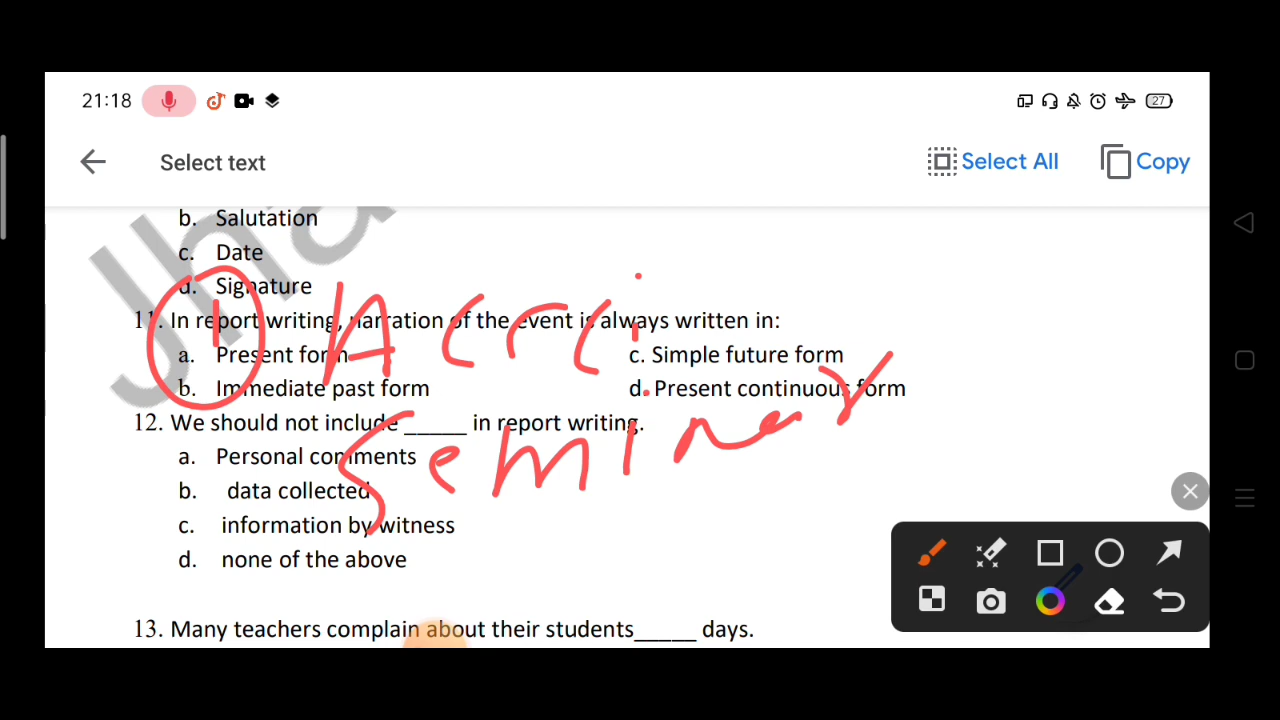 21:18
27
Select text
Select All
Copy
b. Salutation
c. Date
d. Signature
11. In report writing, narration of the event is always written in:
a. Present form
c. Simple future form
b. Immediate past form
d. Present continuous form
12. We should not include _____ in report writing.
a. Personal comments
b. data collected
c. information by witness
d. none of the above
13. Many teachers complain about their students_____ days.
1
Seminar